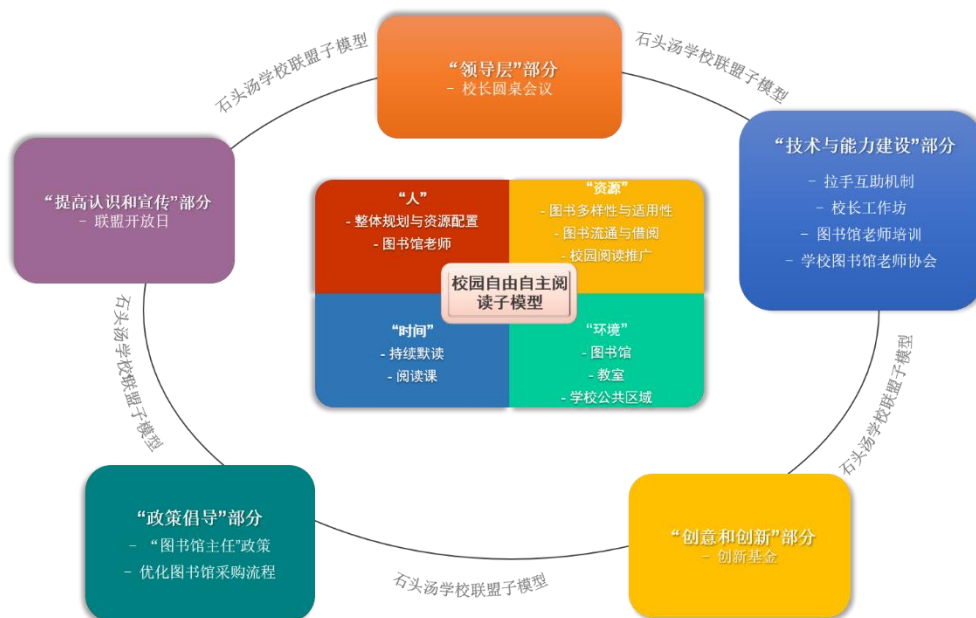 石头汤学校联盟子模型
“领导层”部分
- 校长圆桌会议
石头汤学校联盟子模型
“提高认识和宣传”部分
- 联盟开放日
“技术与能力建设”部分
- 拉手互助机制
- 校长工作坊
- 图书馆老师培训
- 学校图书馆老师协会
“人”
- 整体规划与资源配置
- 图书馆老师
“资源”
- 图书多样性与适用性
- 图书流通与借阅
- 校园阅读推广
校园自由自主阅
读子模型
“时间”
- 持续默读
- 阅读课
“环境”
- 图书馆
- 教室
- 学校公共区域
石头汤学校联盟子模型
石头汤学校联盟子模型
“政策倡导”部分
- “图书馆主任”政策
- 优化图书馆采购流程
石头汤学校联盟子模型
“创意和创新”部分
- 创新基金